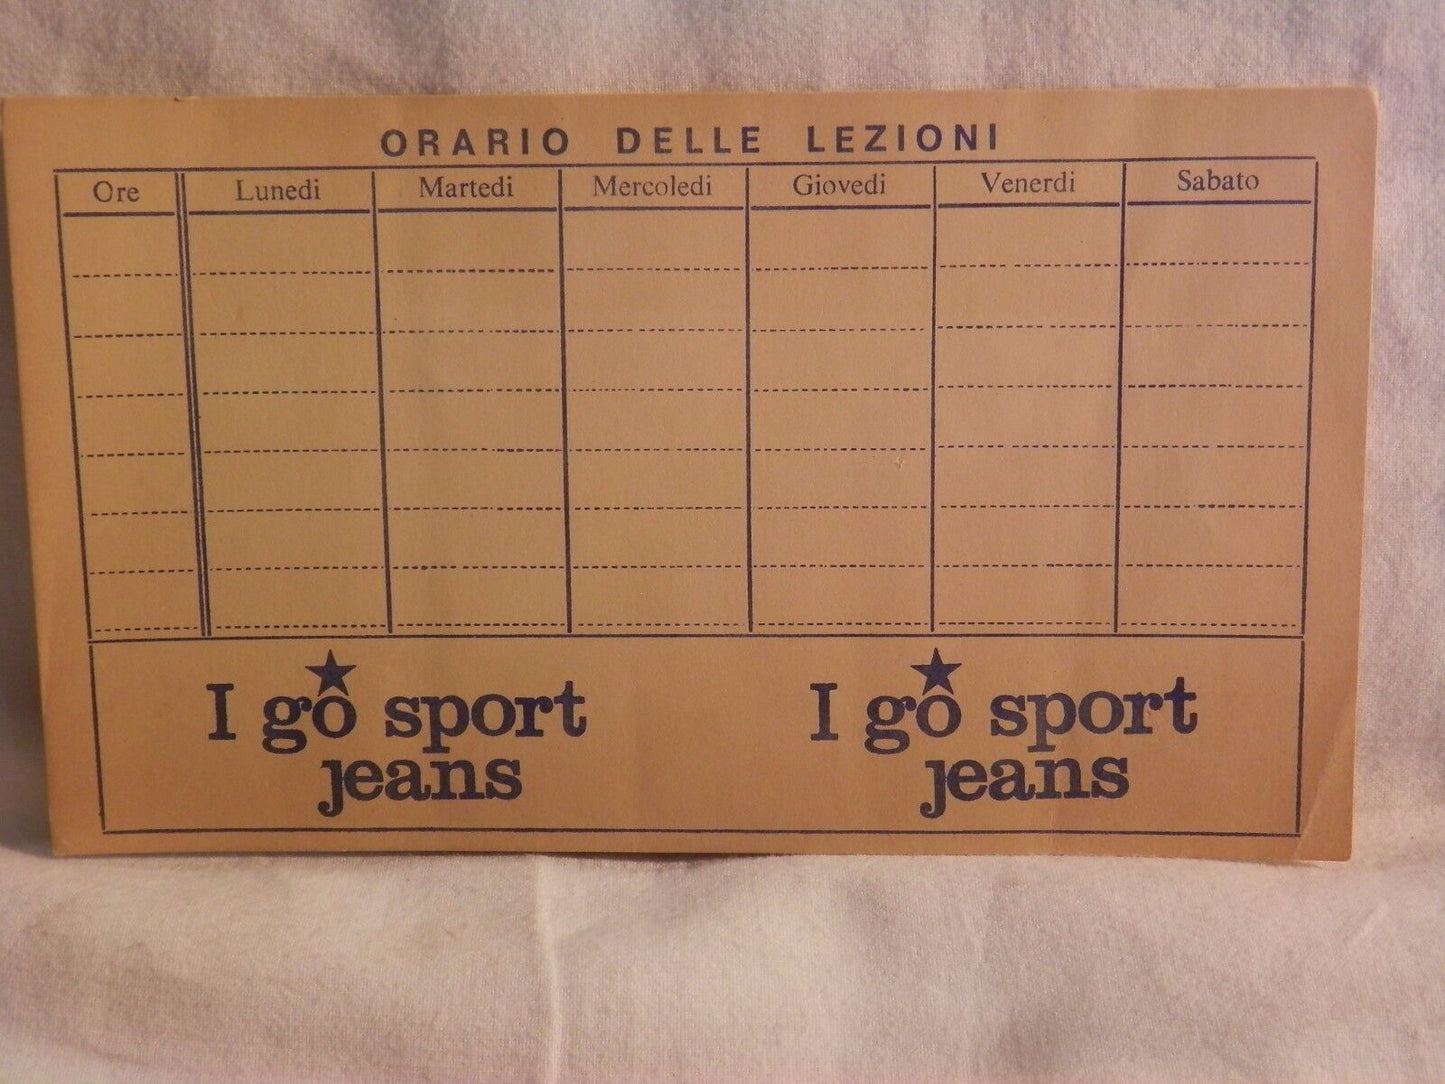 ORARIO DELLE LEZIONI
Ore Lunedi Martedi Mercoledi Giovedi Venerdi Sabato
I go sport
jeans
I go sport
jeans